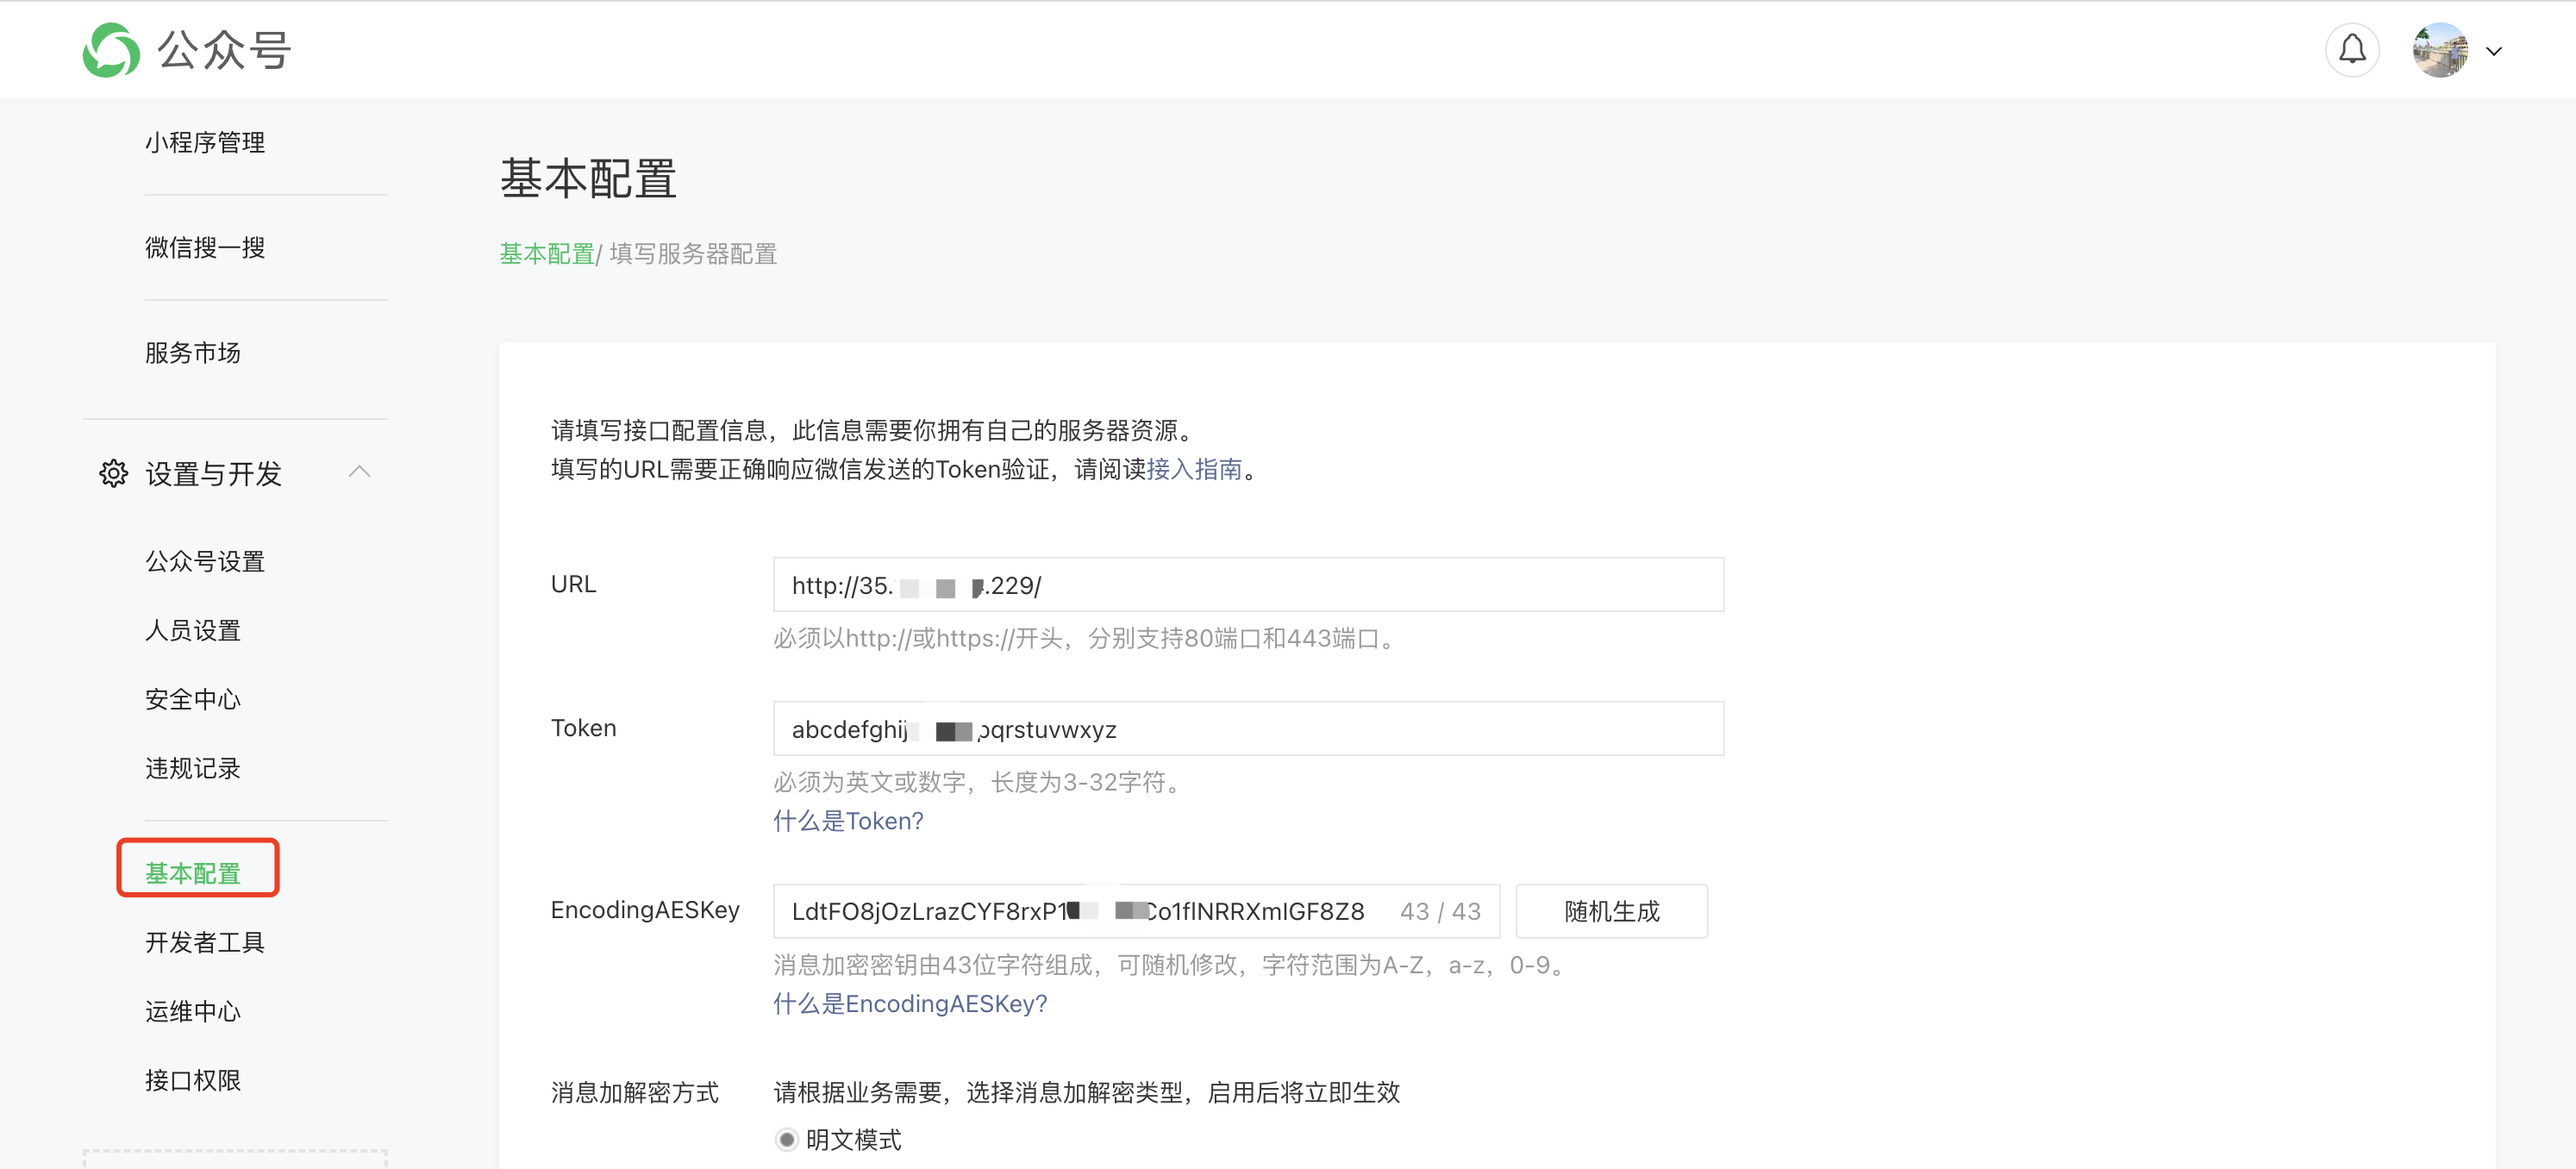 公众号
小程序管理
微信搜一搜
服务市场
设置与开发
公众号设置
人员设置
安全中心
违规记录
基本配置
开发者工具
运维中心
接口权限
基本配置
基本配置/ 填写服务器配置
请填写接口配置信息，此信息需要你拥有自己的服务器资源。
填写的URL需要正确响应微信发送的Token验证，请阅读接入指南。
URL
http://35. .229/
必须以http://或https://开头，分别支持80端口和443端口。
Token
abcdefghij pqrstuvwxyz
必须为英文或数字，长度为3-32字符。
什么是Token?
EncodingAESKey
LdtFO8jOzLrazCYF8rxP1 Co1flNRRXmlGF8Z8
43 / 43
随机生成
消息加密密钥由43位字符组成，可随机修改，字符范围为A-Z，a-z，0-9。
什么是EncodingAESKey?
消息加解密方式
请根据业务需要，选择消息加解密类型，启用后将立即生效
明文模式